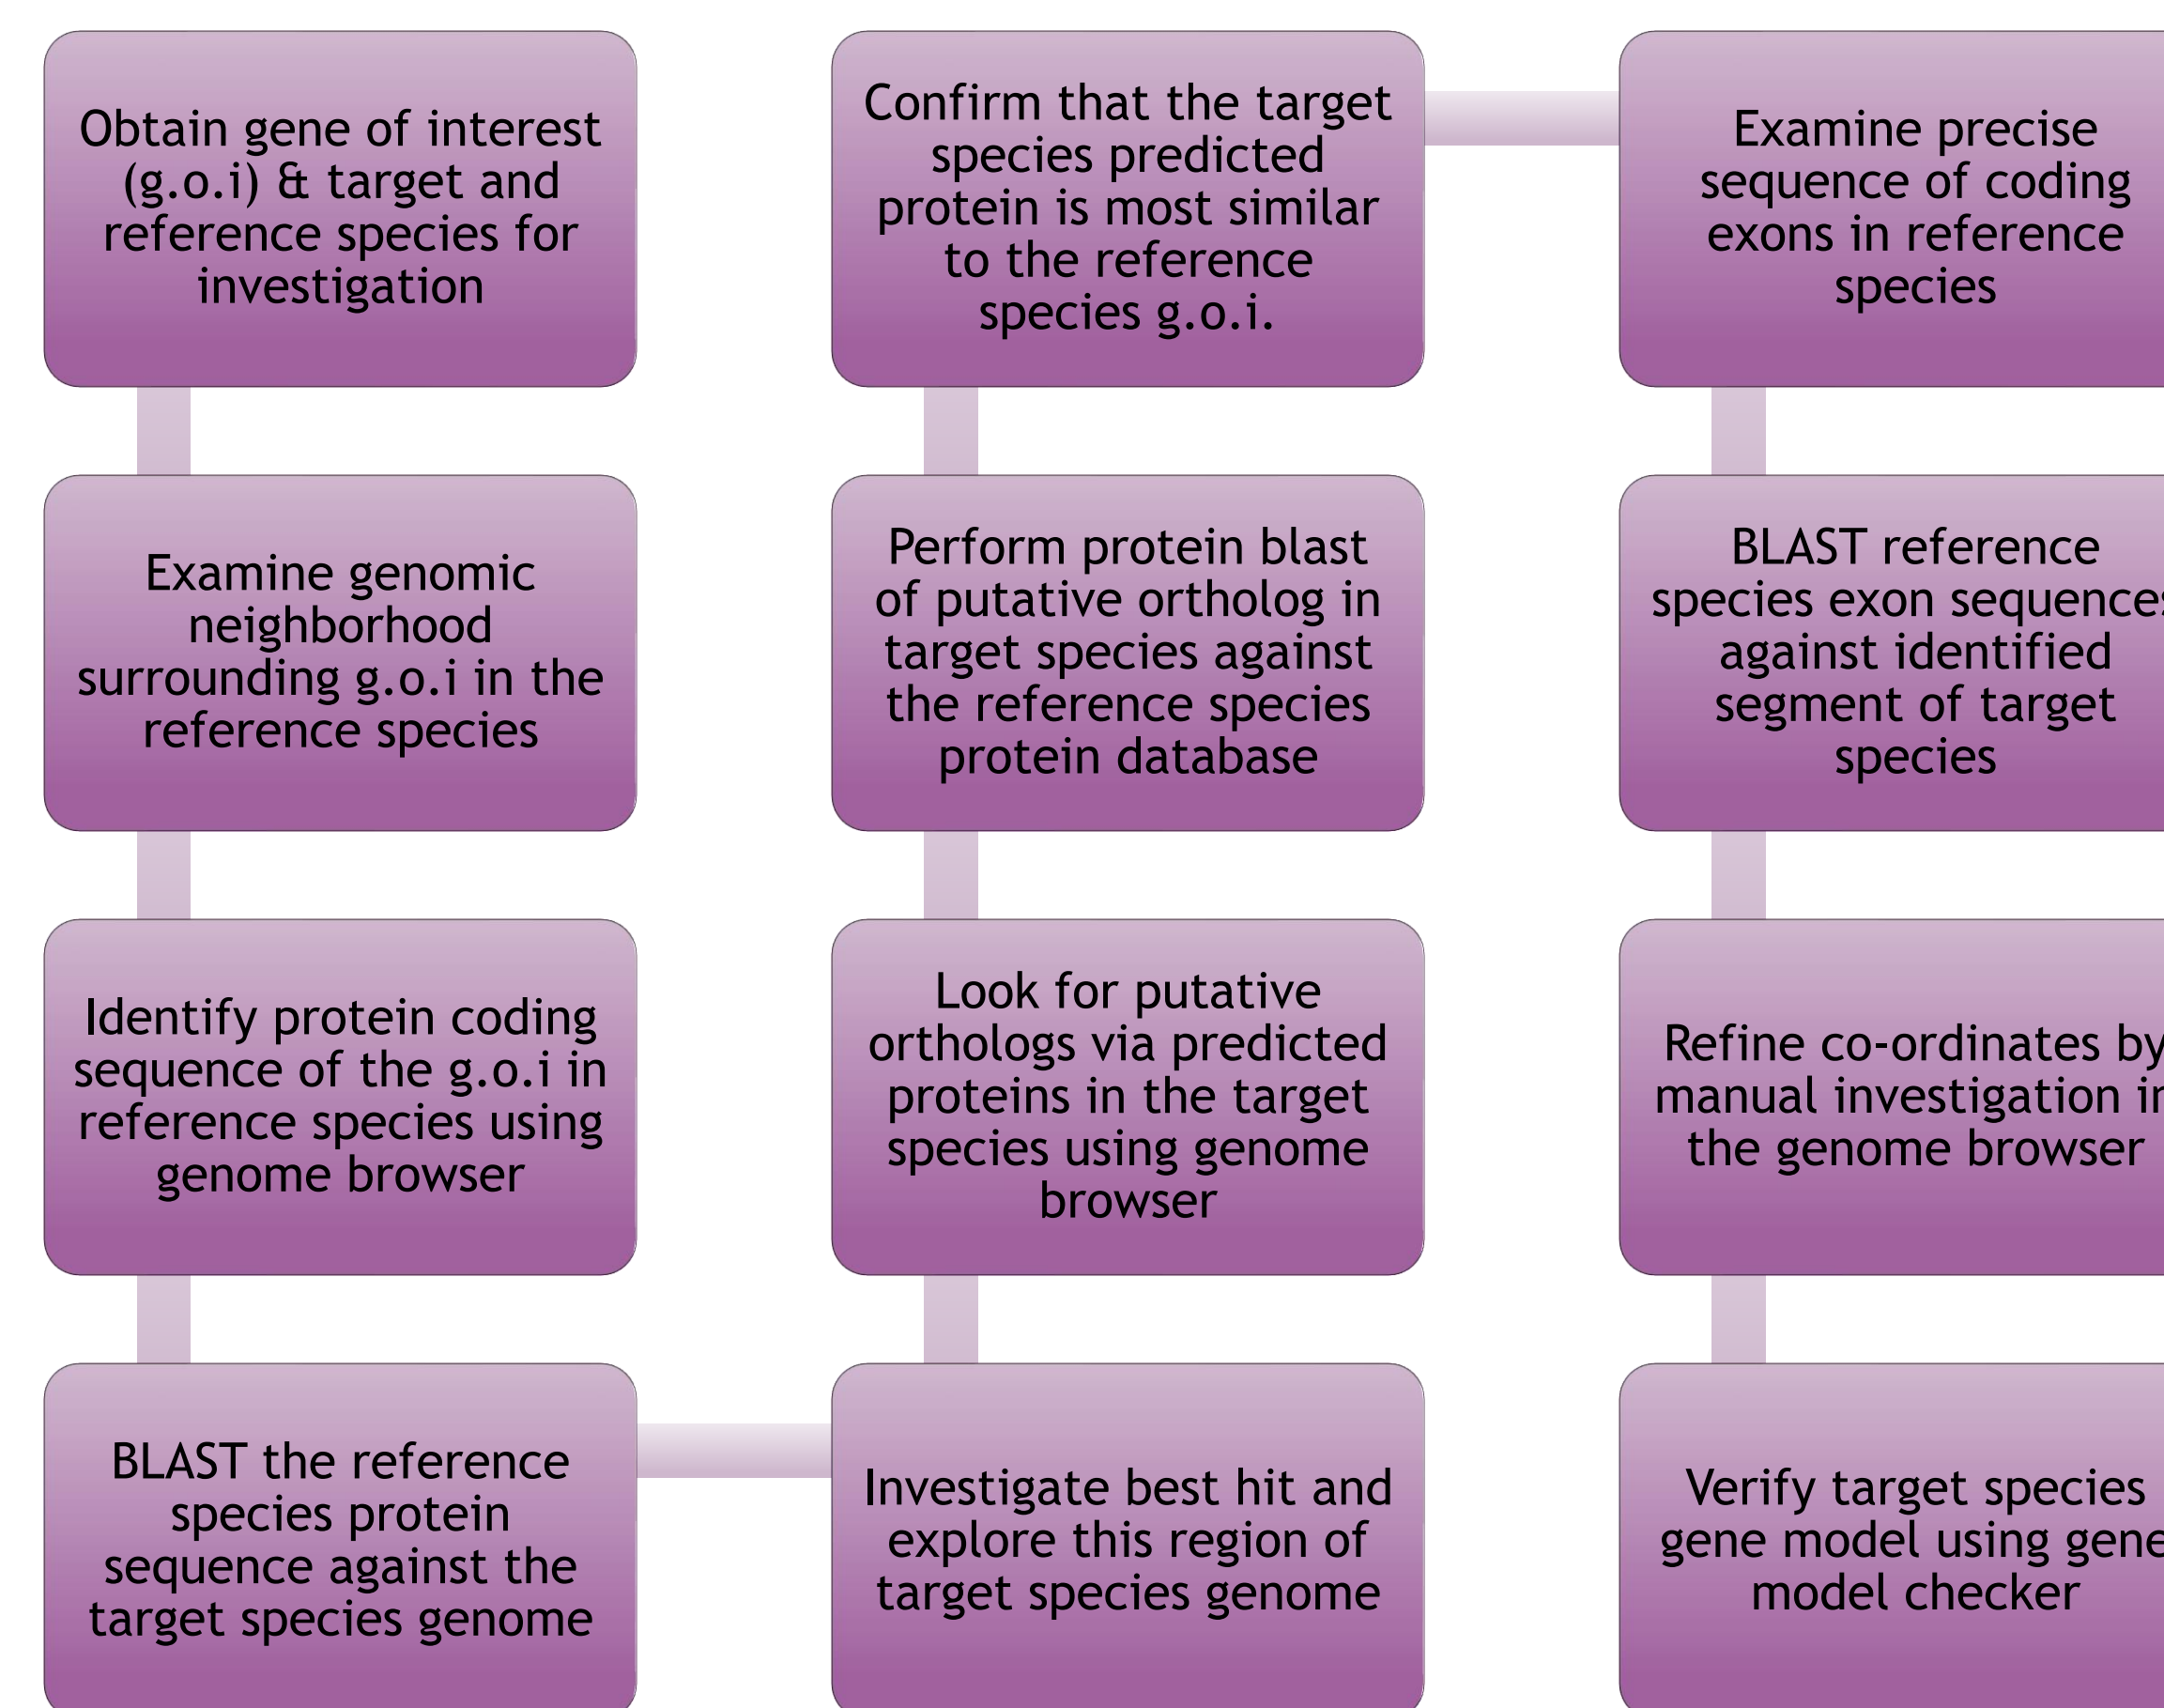 Obtain gene of interest
(g.o.i) & target and
reference species for
investigation
Examine genomic
neighborhood
surrounding g.o.i in the
reference species
Identify protein coding
sequence of the g.o.i in
reference species using
genome browser
BLAST the reference
species protein
sequence against the
target species genome
Investigate best hit and
explore this region of
target species genome
Look for putative
orthologs via predicted
proteins in the target
species using genome
browser
Perform protein blast
of putative ortholog in
target species against
the reference species
protein database
Confirm that the target
species predicted
protein is most similar
to the reference
species g.o.i.
Examine precise
sequence of coding
exons in reference
species
BLAST reference
species exon sequences
against identified
segment of target
species
Refine co-ordinates by
manual investigation in
the genome browser
Verify target species
gene model using gene
model checker